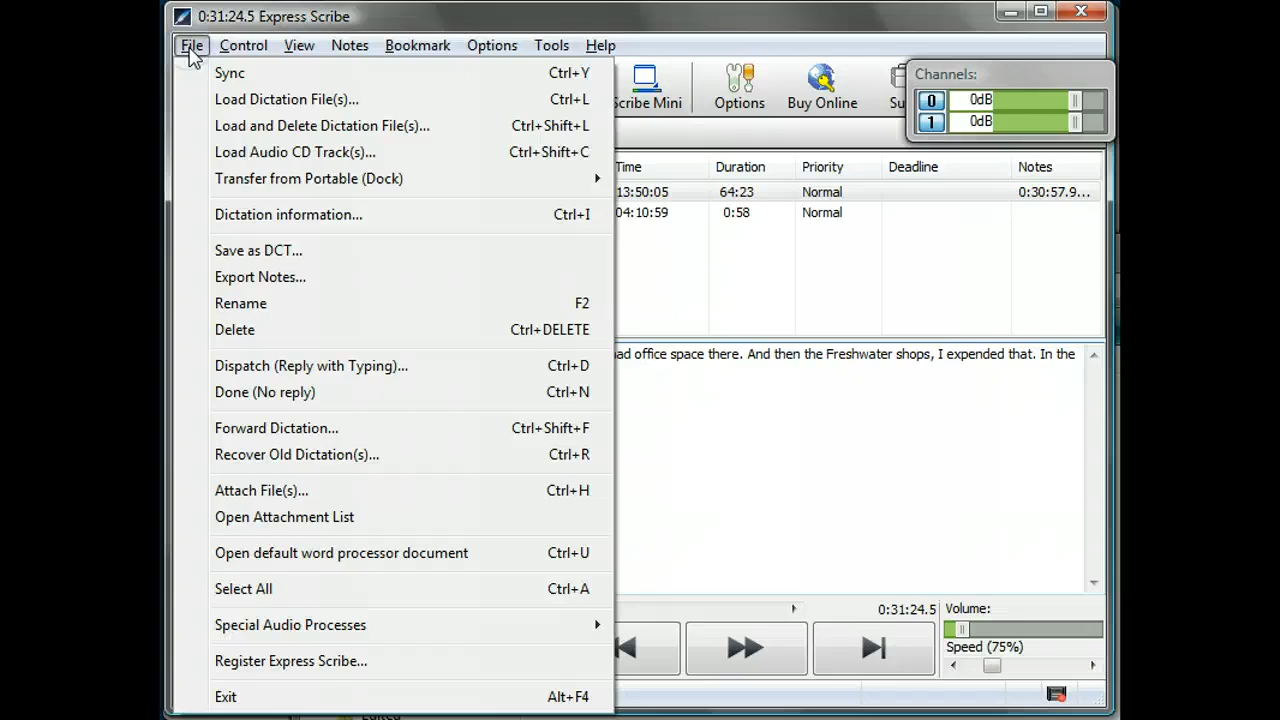 0:31:24.5 Express Scribe
File Control View Notes Bookmark Options Tools Help
Sync Ctrl+Y
Load Dictation File(s)... Ctrl+L
Load and Delete Dictation File(s)... Ctrl+Shift+L
Load Audio CD Track(s)... Ctrl+Shift+C
Transfer from Portable (Dock)
Dictation information... Ctrl+I
Save as DCT...
Export Notes...
Rename F2
Delete Ctrl+DELETE
Dispatch (Reply with Typing)... Ctrl+D
Done (No reply) Ctrl+N
Forward Dictation... Ctrl+Shift+F
Recover Old Dictation(s)... Ctrl+R
Attach File(s)... Ctrl+H
Open Attachment List
Open default word processor document Ctrl+U
Select All Ctrl+A
Special Audio Processes
Register Express Scribe...
Exit Alt+F4
Scribe Mini Options Buy Online Su
Channels:
0 0dB
1 0dB
Time Duration Priority Deadline Notes
13:50:05 64:23 Normal 0:30:57.9...
04:10:59 0:58 Normal
ad office space there. And then the Freshwater shops, I expended that. In the
0:31:24.5 Volume:
Speed (75%)